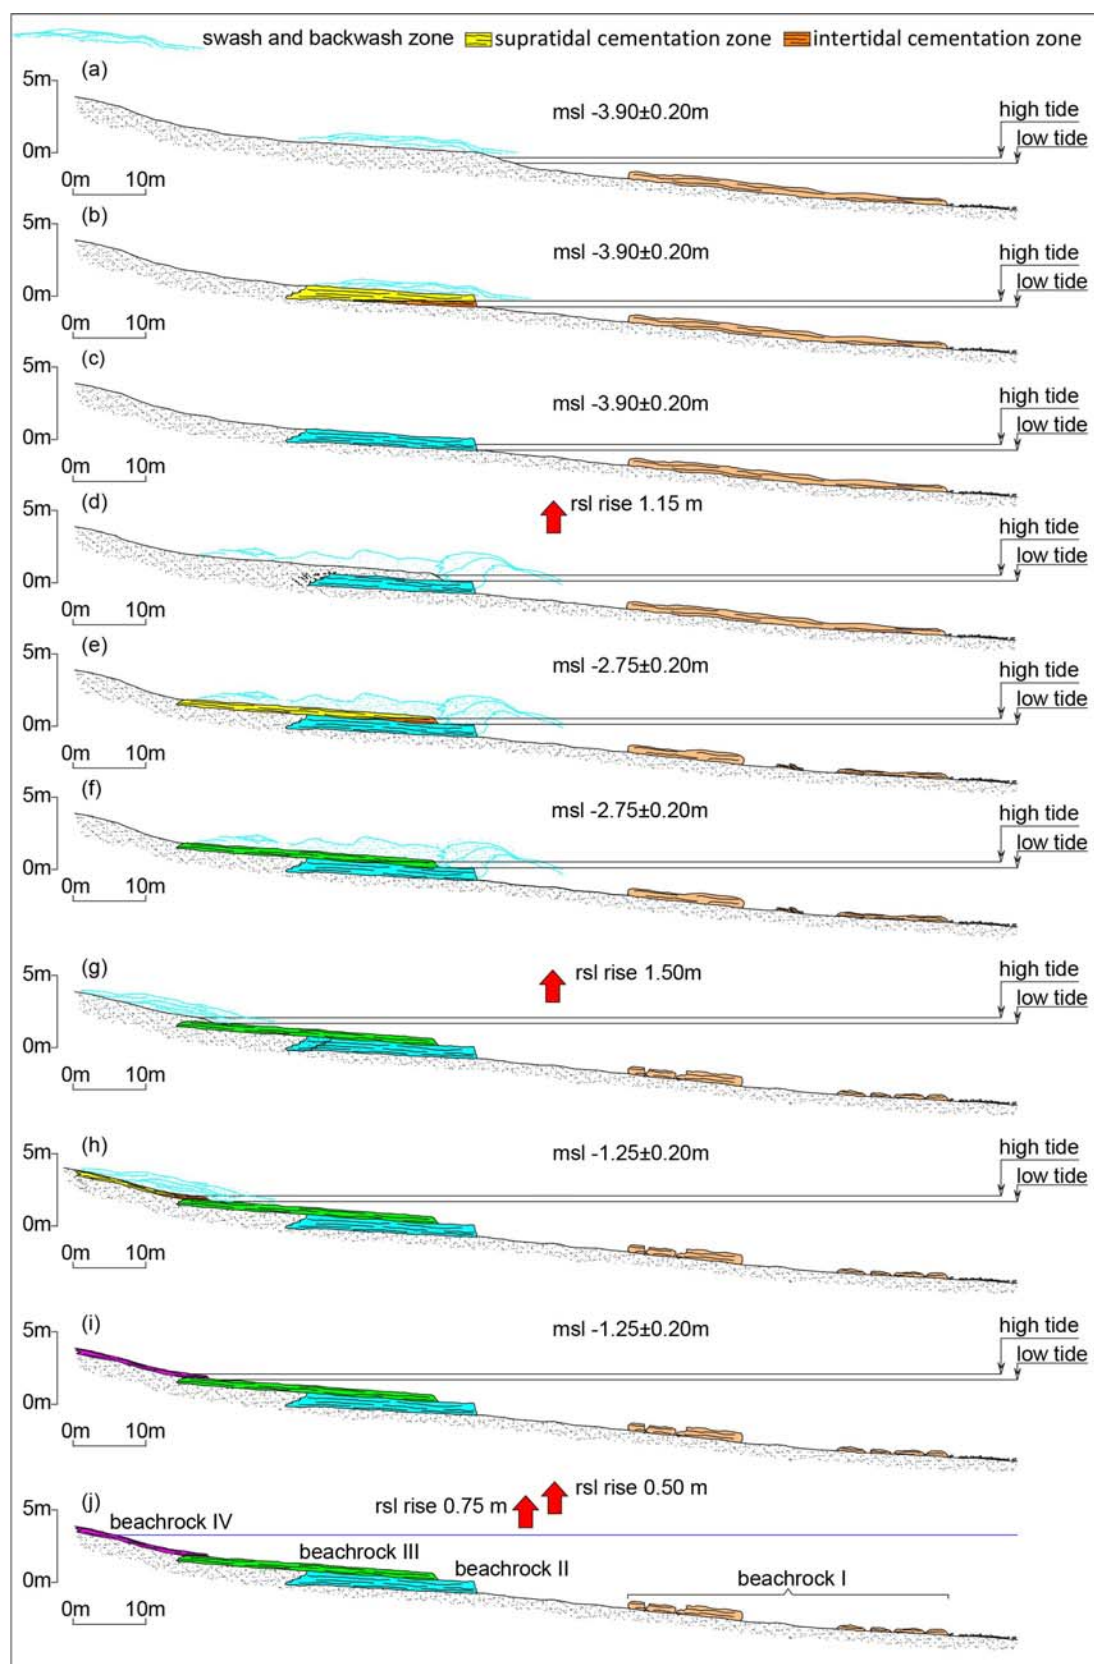 swash and backwash zone supratidal cementation zone intertidal cementation zone
(a)
5m
msl -3.90±0.20m
high tide
low tide
0m
0m 10m
(b)
5m
msl -3.90±0.20m
high tide
low tide
0m
0m 10m
(c)
5m
msl -3.90±0.20m
high tide
low tide
0m
0m 10m
rsl rise 1.15 m
(d)
5m
high tide
low tide
0m
0m 10m
(e)
5m
msl -2.75±0.20m
high tide
low tide
0m
0m 10m
(f)
5m
msl -2.75±0.20m
high tide
low tide
0m
0m 10m
(g)
rsl rise 1.50m
5m
high tide
low tide
0m
0m 10m
(h)
5m
msl -1.25±0.20m
high tide
low tide
0m
0m 10m
(i)
5m
msl -1.25±0.20m
high tide
low tide
0m
0m 10m
rsl rise 0.50 m
rsl rise 0.75 m
(j)
5m
beachrock IV
beachrock III
beachrock II
beachrock I
0m
0m 10m